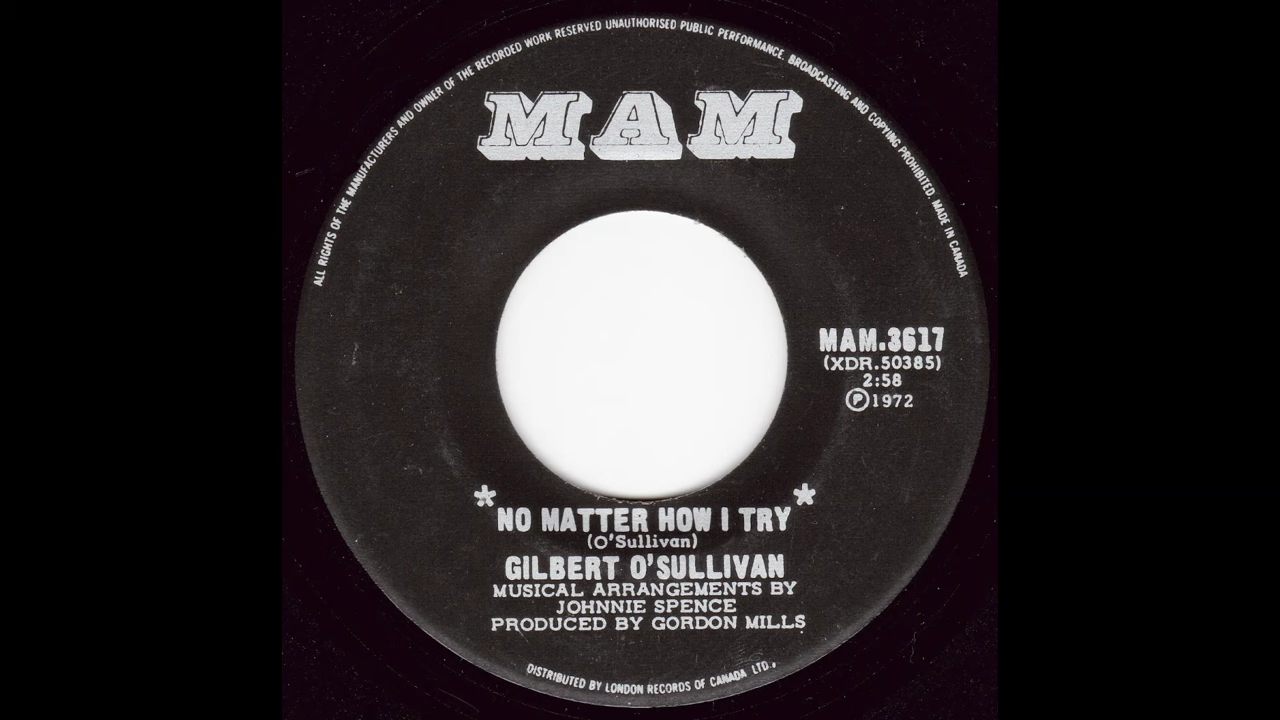 ALL RIGHTS OF THE MANUFACTURERS AND OWNER OF THE RECORDED WORK RESERVED UNAUTHORISED PUBLIC PERFORMANCE, BROADCASTING AND COPYING PROHIBITED. MADE IN CANADA
MAM
MAM.3617
(XDR.50385)
2:58
Ⓟ1972
*NO MATTER HOW I TRY*
(O'Sullivan)
GILBERT O'SULLIVAN
MUSICAL ARRANGEMENTS BY
JOHNNIE SPENCE
PRODUCED BY GORDON MILLS
DISTRIBUTED BY LONDON RECORDS OF CANADA LTD.